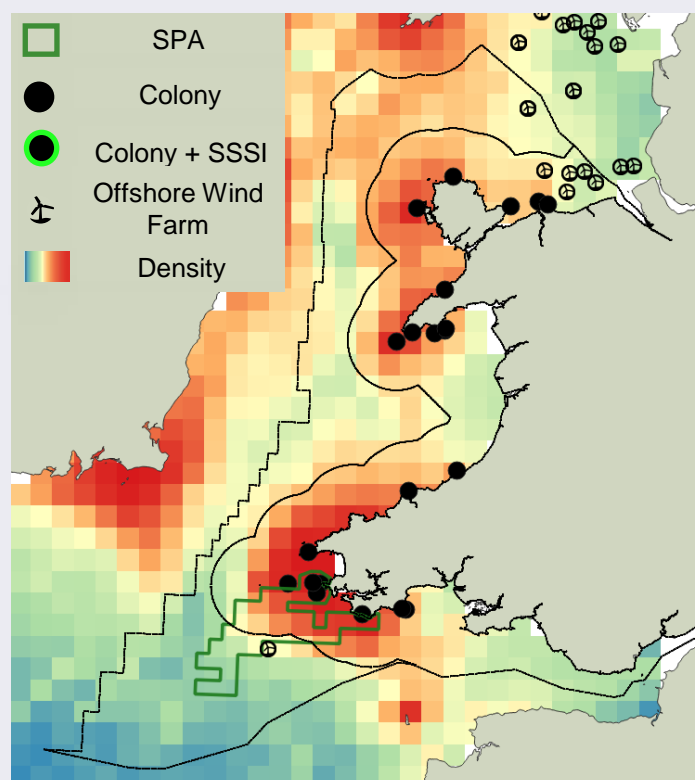 SPA
Colony
Colony + SSSI
Offshore Wind
Farm
Density